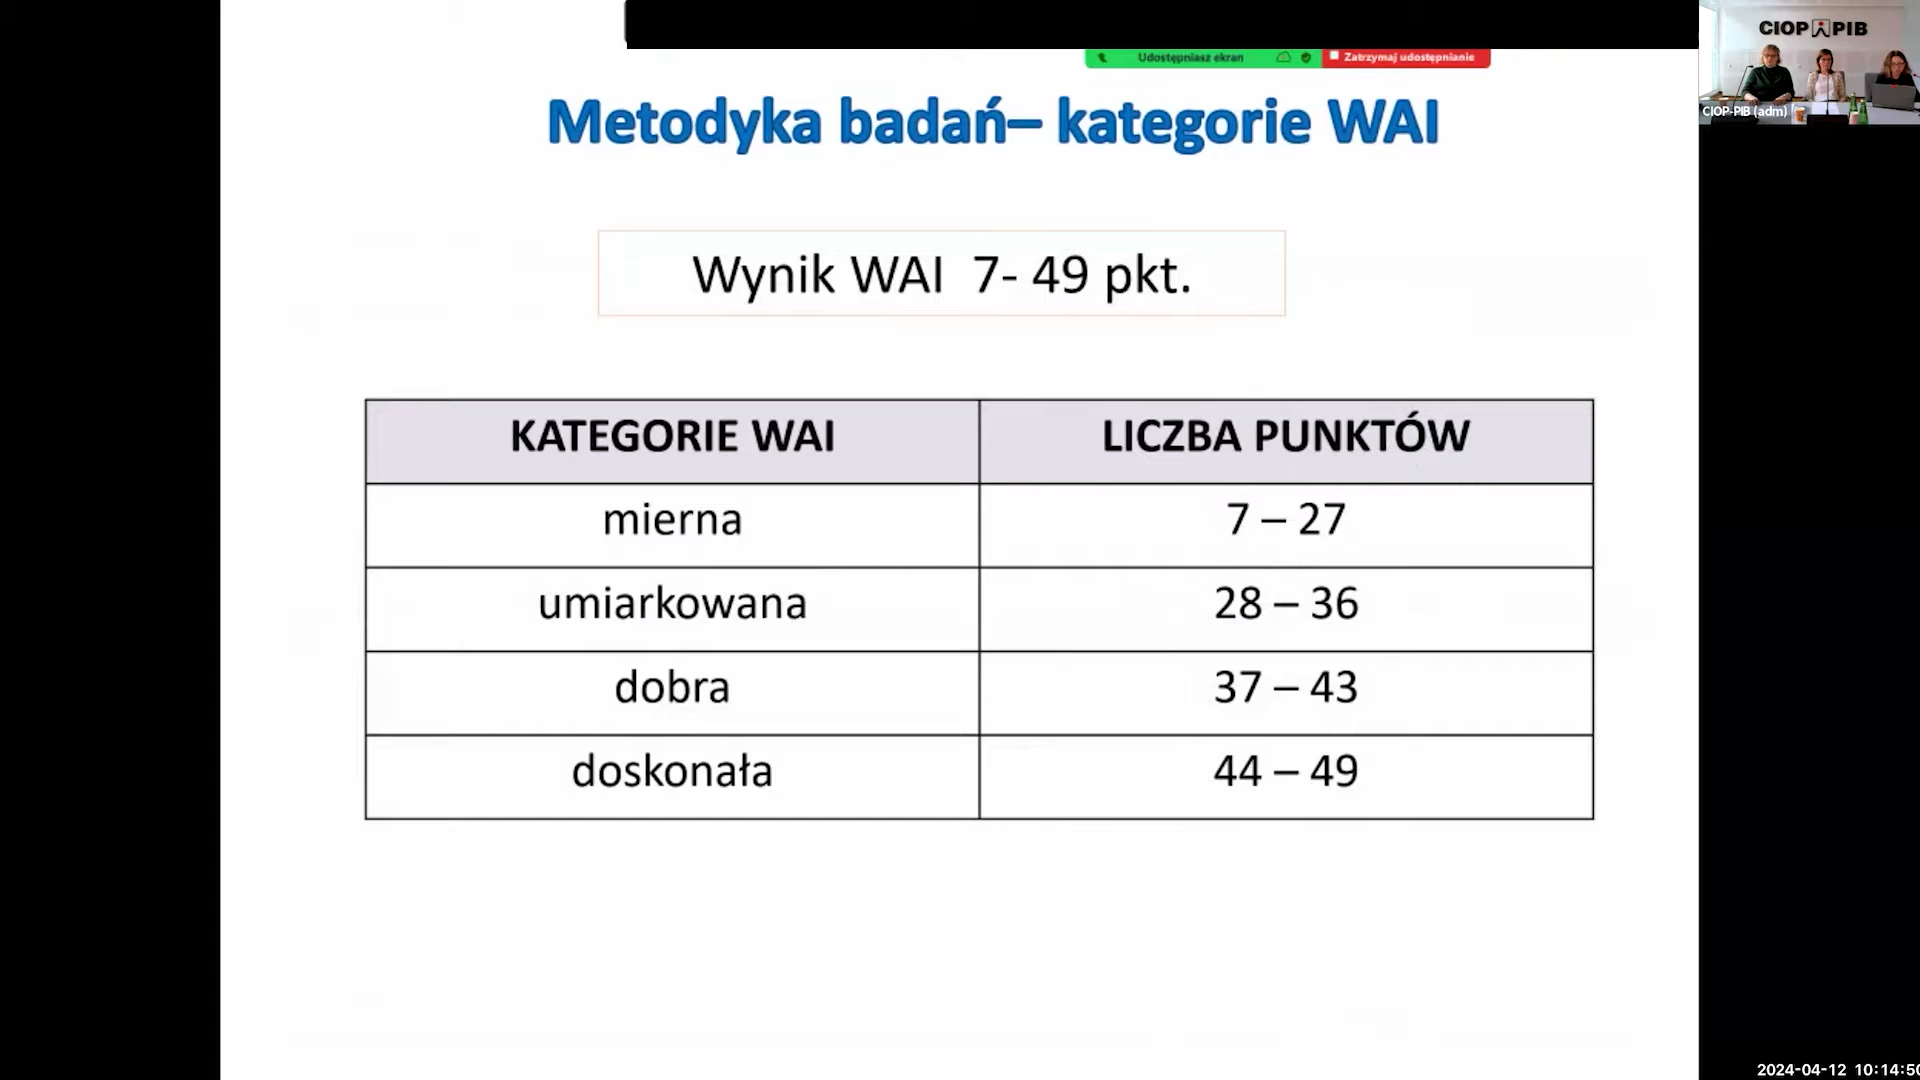 Udostępniasz ekran
Zatrzymaj udostępnianie
CIOP PIB
CIOP-PIB (adm)
Metodyka badań– kategorie WAI
Wynik WAI 7- 49 pkt.
KATEGORIE WAI LICZBA PUNKTÓW
mierna 7 – 27
umiarkowana 28 – 36
dobra 37 – 43
doskonała 44 – 49
2024-04-12 10:14:50